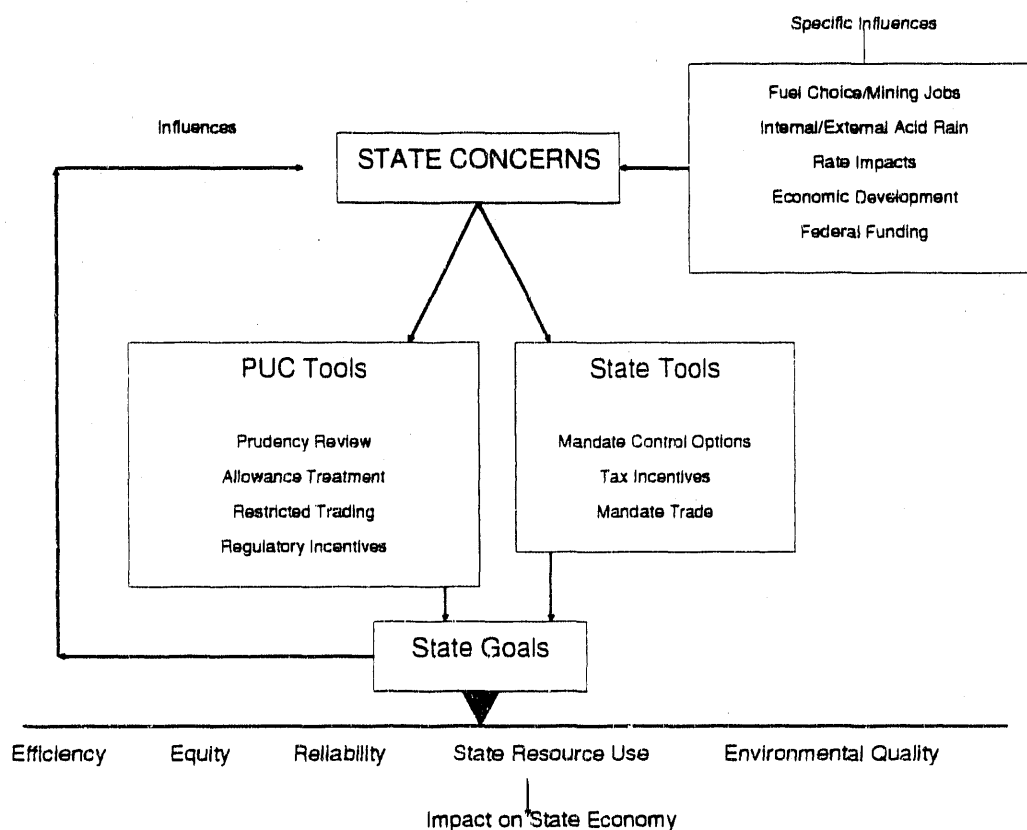 Specific Influences
Fuel Choice/Mining Jobs
Internal/External Acid Rain
Rate Impacts
Economic Development
Federal Funding
Influences
STATE CONCERNS
PUC Tools
Prudency Review
Allowance Treatment
Restricted Trading
Regulatory Incentives
State Tools
Mandate Control Options
Tax Incentives
Mandate Trade
State Goals
Efficiency Equity Reliability State Resource Use Environmental Quality
Impact on State Economy